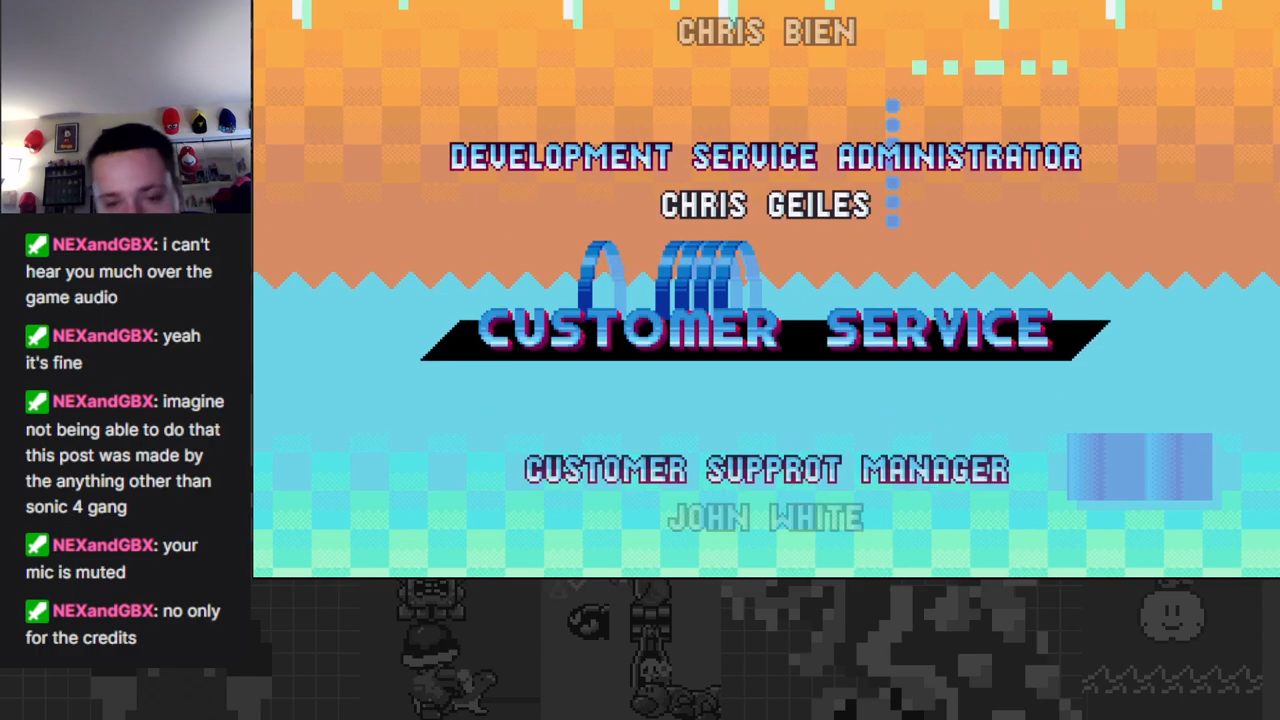 CHRIS BIEN
DEVELOPMENT SERVICE ADMINISTRATOR
CHRIS GEILES
CUSTOMER SERVICE
CUSTOMER SUPPROT MANAGER
JOHN WHITE
NEXandGBX: i can't
hear you much over the
game audio
NEXandGBX: yeah
it's fine
NEXandGBX: imagine
not being able to do that
this post was made by
the anything other than
sonic 4 gang
NEXandGBX: your
mic is muted
NEXandGBX: no only
for the credits